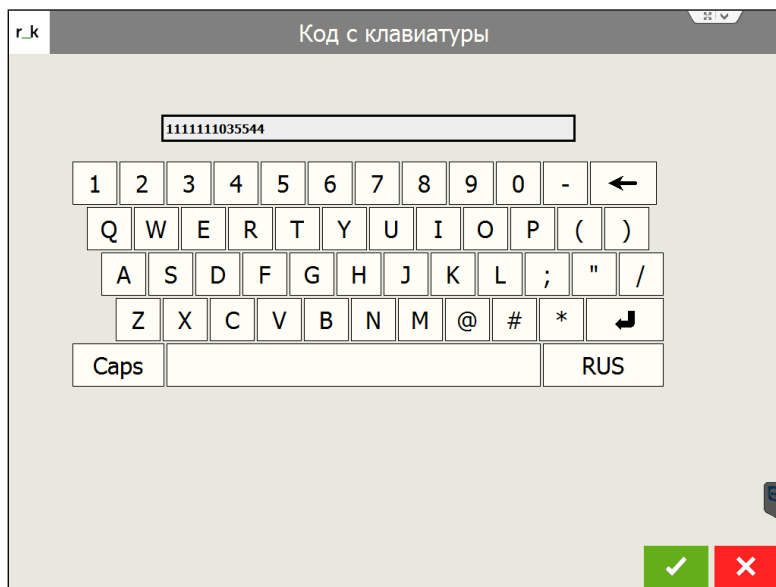 r_k
Код с клавиатуры
1111111035544
1 2 3 4 5 6 7 8 9 0 -
Q W E R T Y U I O P ( )
A S D F G H J K L ; " /
Z X C V B N M @ # *
Caps RUS